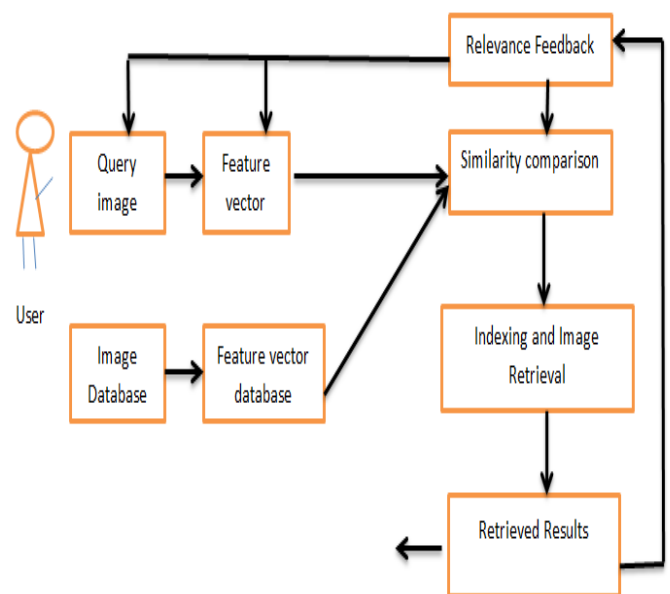 Relevance Feedback
Query
image
Feature
vector
Similarity comparison
User
Image
Database
Feature vector
database
Indexing and Image
Retrieval
Retrieved Results